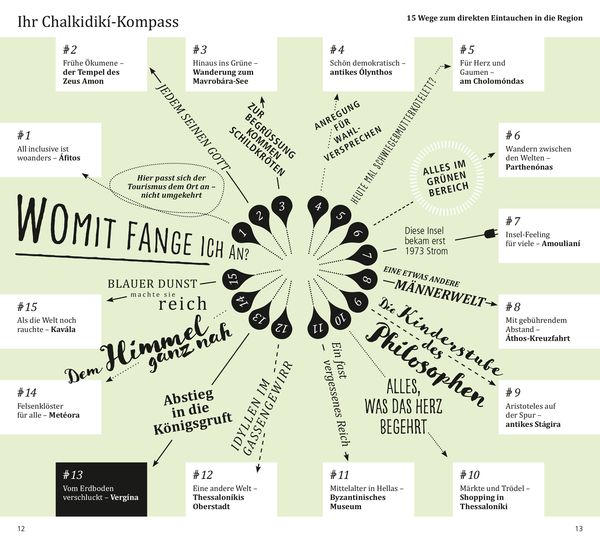 Ihr Chalkidikí-Kompass
15 Wege zum direkten Eintauchen in die Region
#2
Frühe Ökumene –
der Tempel des
Zeus Amon
#3
Hinaus ins Grüne –
Wanderung zum
Mavrobára-See
#4
Schön demokratisch –
antikes Ólynthos
#5
Für Herz und
Gaumen –
am Cholomóndas
#1
All inclusive ist
woanders – Áfitos
JEDEM SEINEN GOTT
ZUR
BEGRÜSSUNG
KOMMEN
SCHILDKRÖTEN
ANREGUNG
FÜR
WAHL-
VERSPRECHEN
HEUTE MAL SCHWIEGERMUTTERKOTELETT?
#6
Wandern zwischen
den Welten –
Parthenónas
ALLES IM
GRÜNEN
BEREICH
Hier passt sich der
Tourismus dem Ort an –
nicht umgekehrt
WOMIT FANGE ICH AN?
1
2
3
4
5
6
7
8
9
10
11
12
13
14
15
Diese Insel
bekam erst
1973 Strom
#7
Insel-Feeling
für viele – Amoulianí
EINE ETWAS ANDERE
MÄNNERWELT
#8
Mit gebührendem
Abstand –
Áthos-Kreuzfahrt
BLAUER DUNST
machte sie
reich
#15
Als die Welt noch
rauchte – Kavála
Dem Himmel
ganz nah
Die Kinderstube
des
Philosophen
#14
Felsenklöster
für alle – Metéora
Abstieg
in die
Königsgruft
IDYLLEN IM
GASSENGEWIRR
Ein fast
vergessenes Reich
ALLES,
WAS DAS HERZ
BEGEHRT
#9
Aristoteles auf
der Spur –
antikes Stágira
#13
Vom Erdboden
verschluckt – Vergina
#12
Eine andere Welt –
Thessaloníkis
Oberstadt
#11
Mittelalter in Hellas –
Byzantinisches
Museum
#10
Märkte und Trödel –
Shopping in
Thessaloníki
12
13